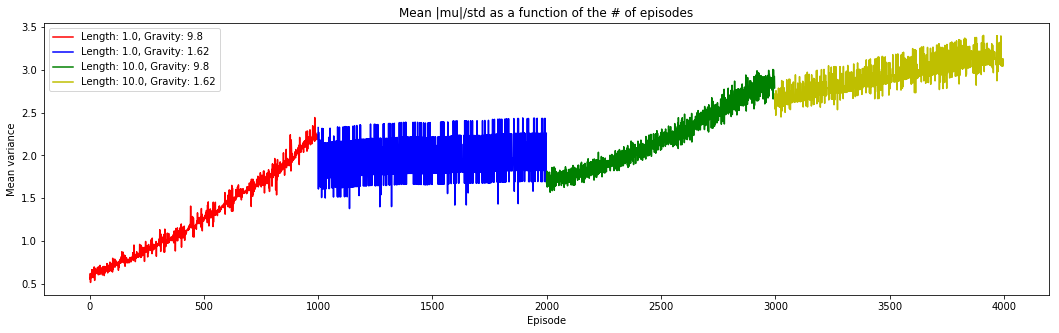 Mean |mu|/std as a function of the # of episodes
Mean variance
3.5
3.0
2.5
2.0
1.5
1.0
0.5
Length: 1.0, Gravity: 9.8
Length: 1.0, Gravity: 1.62
Length: 10.0, Gravity: 9.8
Length: 10.0, Gravity: 1.62
0 500 1000 1500 2000 2500 3000 3500 4000
Episode